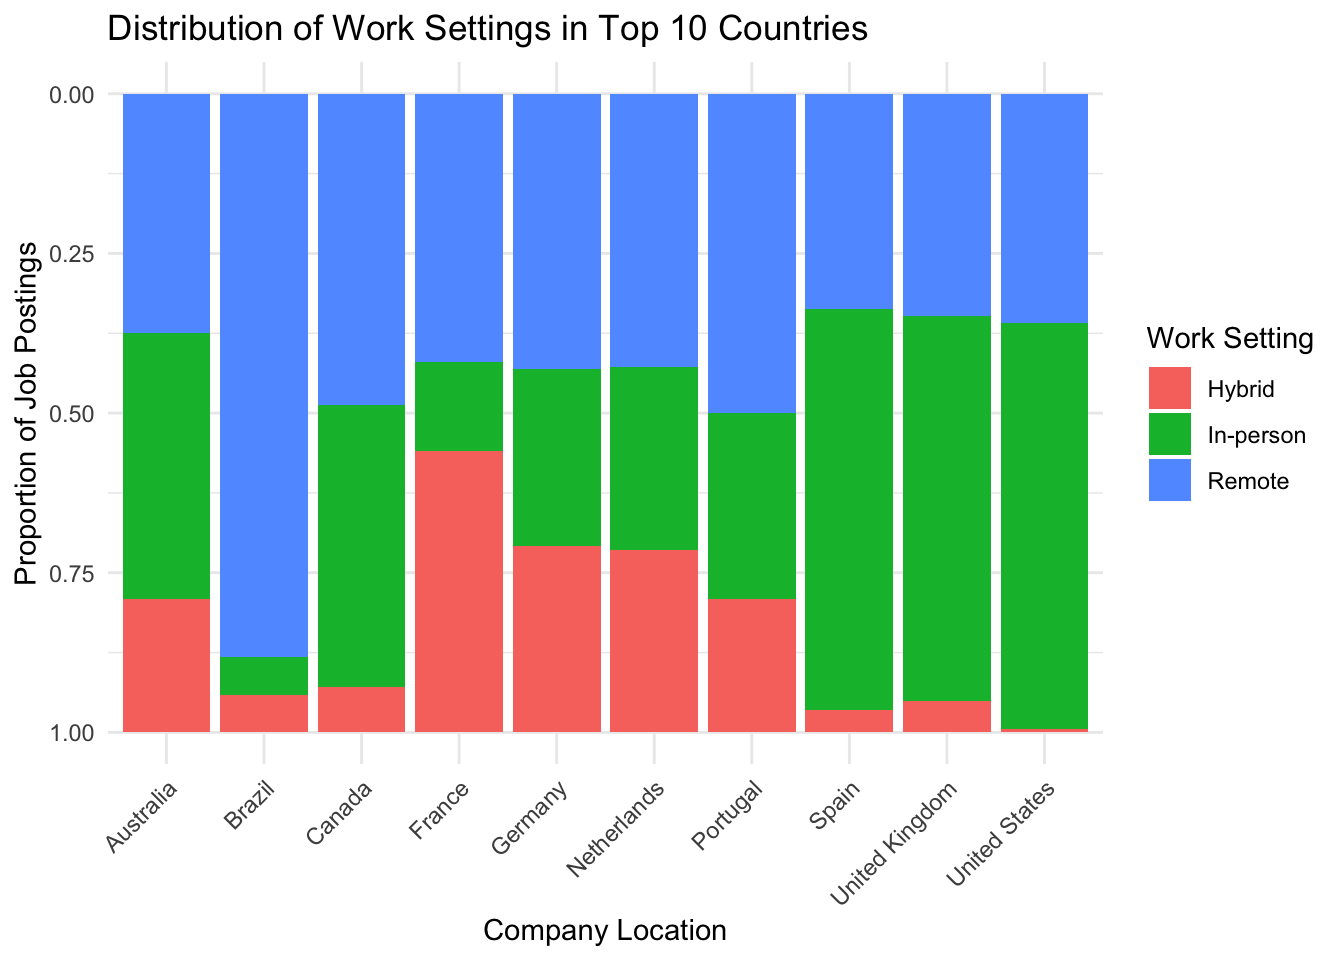 Distribution of Work Settings in Top 10 Countries
0.00
0.25
0.50
0.75
1.00
Proportion of Job Postings
Australia
Brazil
Canada
France
Germany
Netherlands
Portugal
Spain
United Kingdom
United States
Company Location
Work Setting
Hybrid
In-person
Remote